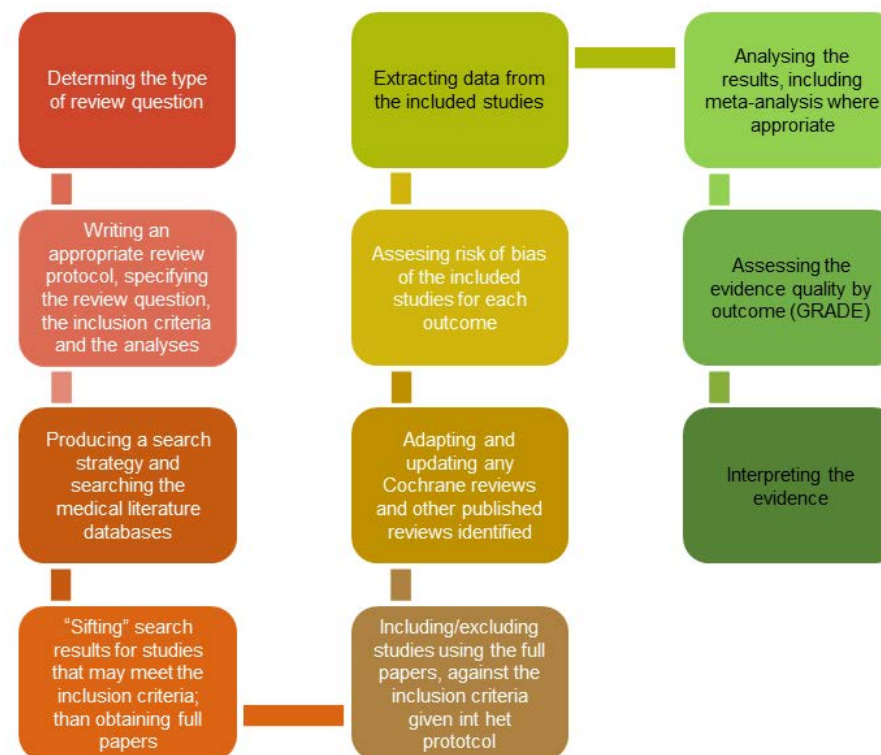 Determing the type
of review question
Writing an
appropriate review
protocol, specifying
the review question,
the inclusion criteria
and the analyses
Producing a search
strategy and
searching the
medical literature
databases
“Sifting” search
results for studies
that may meet the
inclusion criteria;
than obtaining full
papers
Including/excluding
studies using the full
papers, against the
inclusion criteria
given int het
prototcol
Adapting and
updating any
Cochrane reviews
and other published
reviews identified
Assesing risk of bias
of the included
studies for each
outcome
Extracting data from
the included studies
Analysing the
results, including
meta-analysis where
approriate
Assessing the
evidence quality by
outcome (GRADE)
Interpreting the
evidence